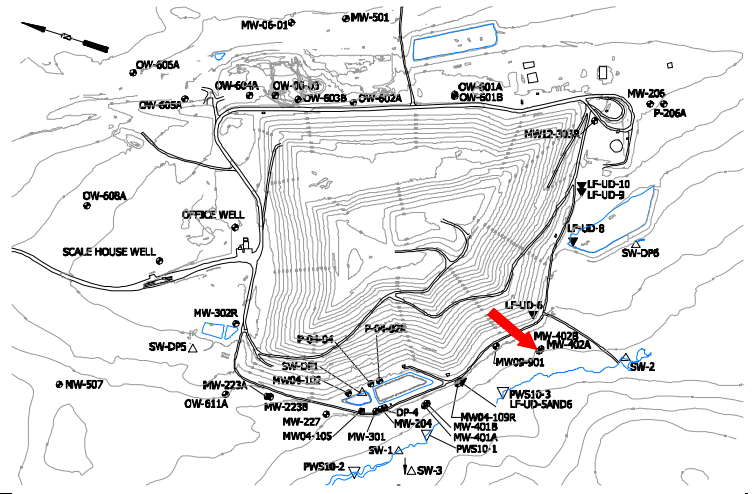 MW-06-01
MW-501
N
OW-606A
OW-604A
OW-603B
OW-602A
OW-601A
OW-601B
OW-605A
MW-206
P-206A
MW12-303R
LF-UD-10
LF-UD-9
OW-608A
OFFICE WELL
LF-UD-8
SW-DP6
SCALE HOUSE WELL
LF-UD-6
MW-302R
P-04-04
P-04-02R
MW-402B
MW-402A
SW-DP5
SW-DP1
MW09-901
SW-2
MW04-102
MW-507
MW-223A
MW-223B
OW-611A
PWS10-3
LF-UD-SAND6
MW-227
DP-4
MW04-109R
MW-204
MW04-105
MW-301
MW-401B
MW-401A
SW-1
PWS10-1
PWS10-2
SW-3